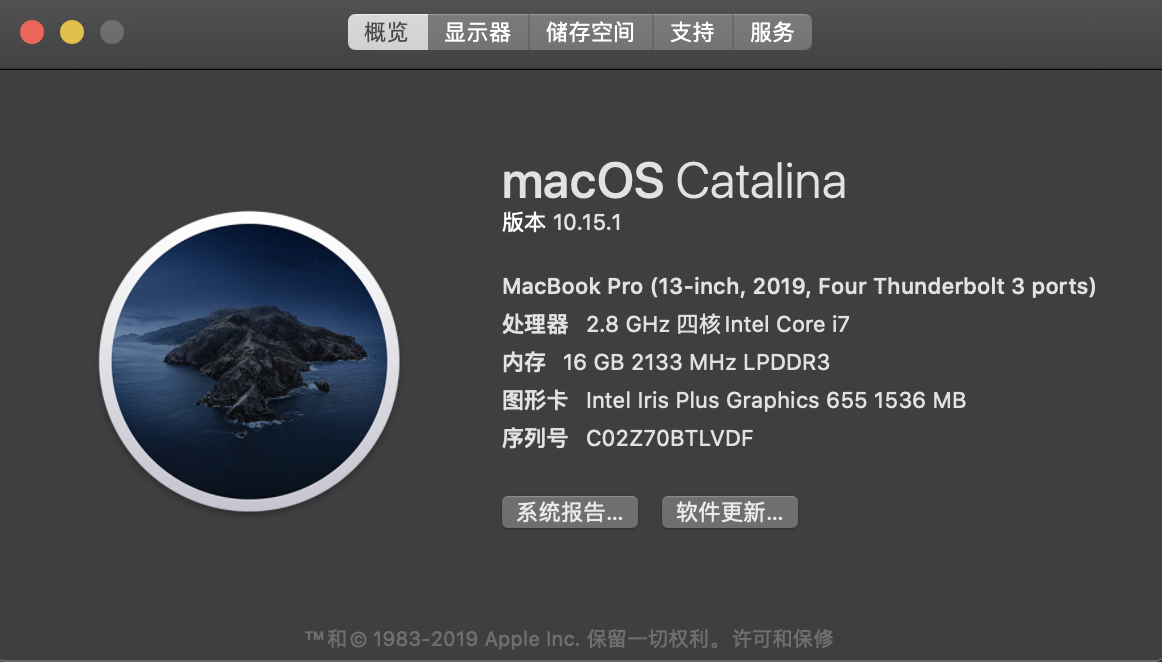 概览 显示器 储存空间 支持 服务
macOS Catalina
版本 10.15.1
MacBook Pro (13-inch, 2019, Four Thunderbolt 3 ports)
处理器 2.8 GHz 四核Intel Core i7
内存 16 GB 2133 MHz LPDDR3
图形卡 Intel Iris Plus Graphics 655 1536 MB
序列号 C02Z70BTLVDF
系统报告... 软件更新...
™和© 1983-2019 Apple Inc. 保留一切权利。许可和保修